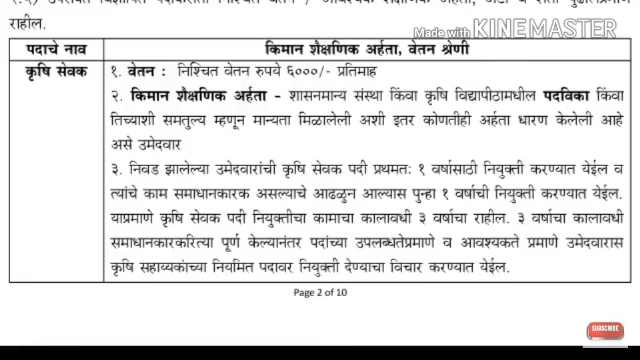 राहील.
Made with KINEMASTER
पदाचे नाव
किमान शैक्षणिक अर्हता, वेतन श्रेणी
कृषि सेवक
१. वेतन : निश्चित वेतन रुपये ६०००/- प्रतिमाह
२. किमान शैक्षणिक अर्हता - शासनमान्य संस्था किंवा कृषि विद्यापीठामधील पदविका किंवा
तिच्याशी समतुल्य म्हणून मान्यता मिळालेली अशी इतर कोणतीही अर्हता धारण केलेली आहे
असे उमेदवार
३. निवड झालेल्या उमेदवारांची कृषि सेवक पदी प्रथमतः १ वर्षासाठी नियुक्ती करण्यात येईल व
त्यांचे काम समाधानकारक असल्याचे आढळुन आल्यास पुन्हा १ वर्षाची नियुक्ती करण्यात येईल.
याप्रमाणे कृषि सेवक पदी नियुक्तीचा कामाचा कालावधी ३ वर्षाचा राहील. ३ वर्षाचा कालावधी
समाधानकारकरित्या पूर्ण केल्यानंतर पदांच्या उपलब्धतेप्रमाणे व आवश्यकते प्रमाणे उमेदवारास
कृषि सहाय्यकांच्या नियमित पदावर नियुक्ती देण्याचा विचार करण्यात येईल.
Page 2 of 10
SUBSCRIBE